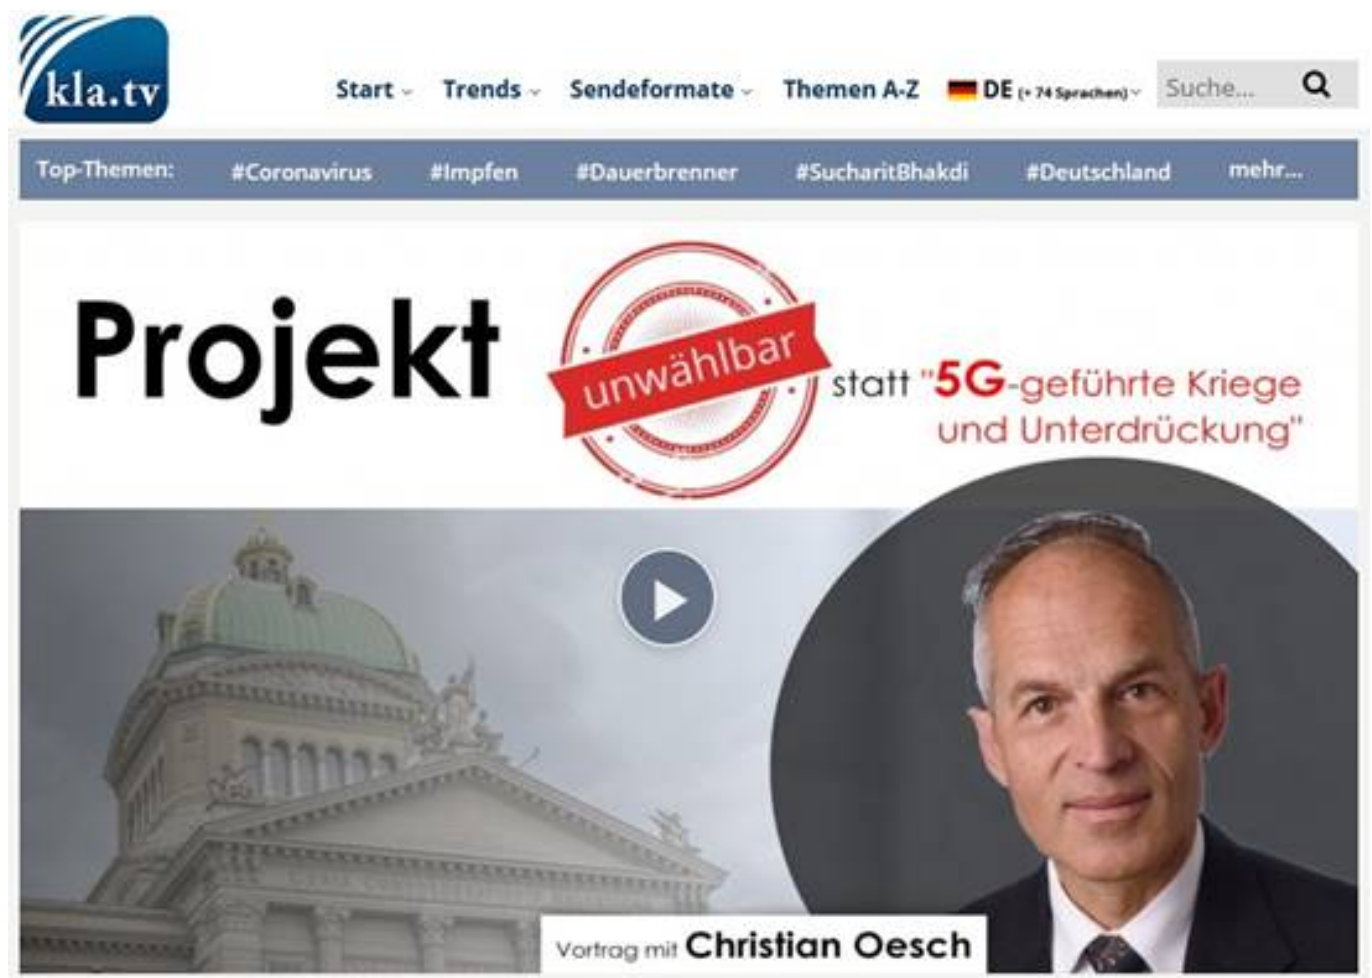 kla.tv
Start
Trends
Sendeformate
Themen A-Z
DE (+ 74 Sprachen)
Suche...
Top-Themen: #Coronavirus #Impfen #Dauerbrenner #SucharitBhakdi #Deutschland mehr...
Projekt
unwählbar
statt "5G-geführte Kriege
und Unterdrückung"
Vortrag mit Christian Oesch